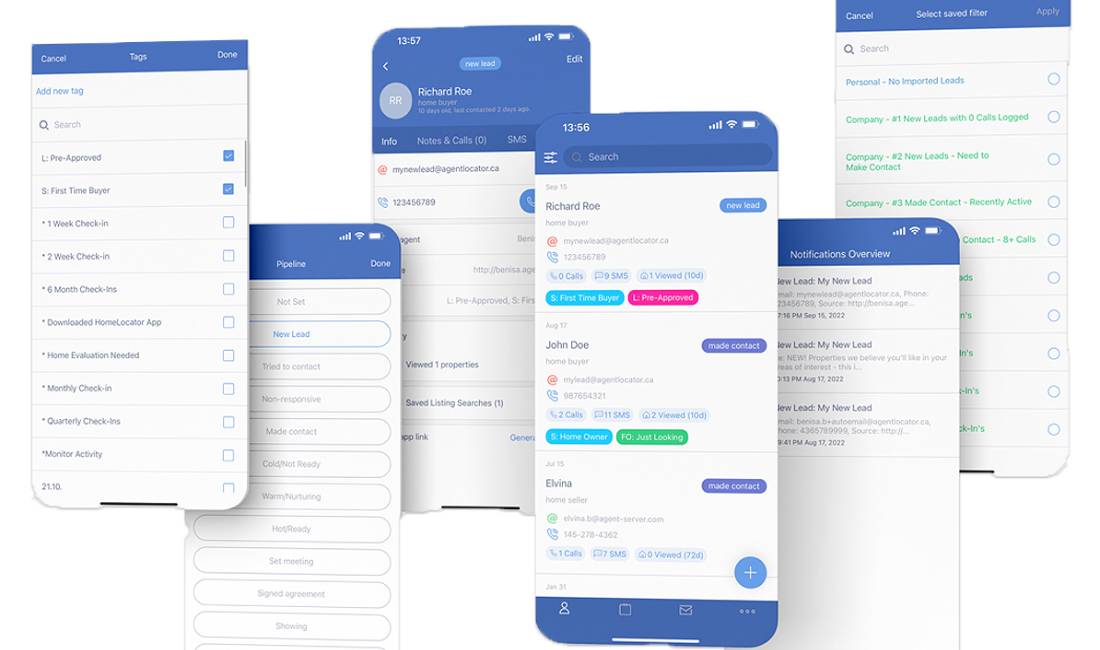 Cancel Tags Done
Add new tag
Search
L: Pre-Approved
S: First Time Buyer
* 1 Week Check-in
* 2 Week Check-in
* 6 Month Check-Ins
* Downloaded HomeLocator App
* Home Evaluation Needed
* Monthly Check-in
* Quarterly Check-Ins
*Monitor Activity
21.10.
Pipeline Done
Not Set
New Lead
Tried to contact
Non-responsive
Made contact
Cold/Not Ready
Warm/Nurturing
Hot/Ready
Set meeting
Signed agreement
Showing
13:57
new lead Edit
RR
Richard Roe
home buyer
10 days old, last contacted 2 days ago.
Info Notes & Calls (0) SMS
mynewlead@agentlocator.ca
123456789
agent Benis
http://benisa.age
L: Pre-Approved, S: Firs
Viewed 1 properties
Saved Listing Searches (1)
app link Genera
13:56
Search
Sep 15
Richard Roe new lead
home buyer
mynewlead@agentlocator.ca
123456789
0 Calls 9 SMS 1 Viewed (10d)
S: First Time Buyer L: Pre-Approved
Aug 17
John Doe made contact
home buyer
mylead@agentlocator.ca
987654321
2 Calls 11 SMS 2 Viewed (10d)
S: Home Owner FO: Just Looking
Jul 15
Elvina made contact
home seller
elvina.b@agent-server.com
145-278-4362
1 Calls 7 SMS 0 Viewed (72d)
Jan 31
Notifications Overview
ew Lead: My New Lead
mail: mynewlead@agentlocator.ca, Phone:
23456789, Source: http://benisa.age...
7:16 PM Sep 15, 2022
ew Lead: My New Lead
e: NEW! Properties we believe you'll like in your
reas of interest - this i...
0:13 PM Aug 17, 2022
ew Lead: My New Lead
mail: benisa.b+autoemail@agentlocator.ca,
hone: 4365789999, Source: http://...
9:41 PM Aug 17, 2022
Cancel Select saved filter Apply
Search
Personal - No Imported Leads
Company - #1 New Leads with 0 Calls Logged
Company - #2 New Leads - Need to
Make Contact
Company - #3 Made Contact - Recently Active
Contact - 8+ Calls
ads
n's
In's
k-In's
ck-In's